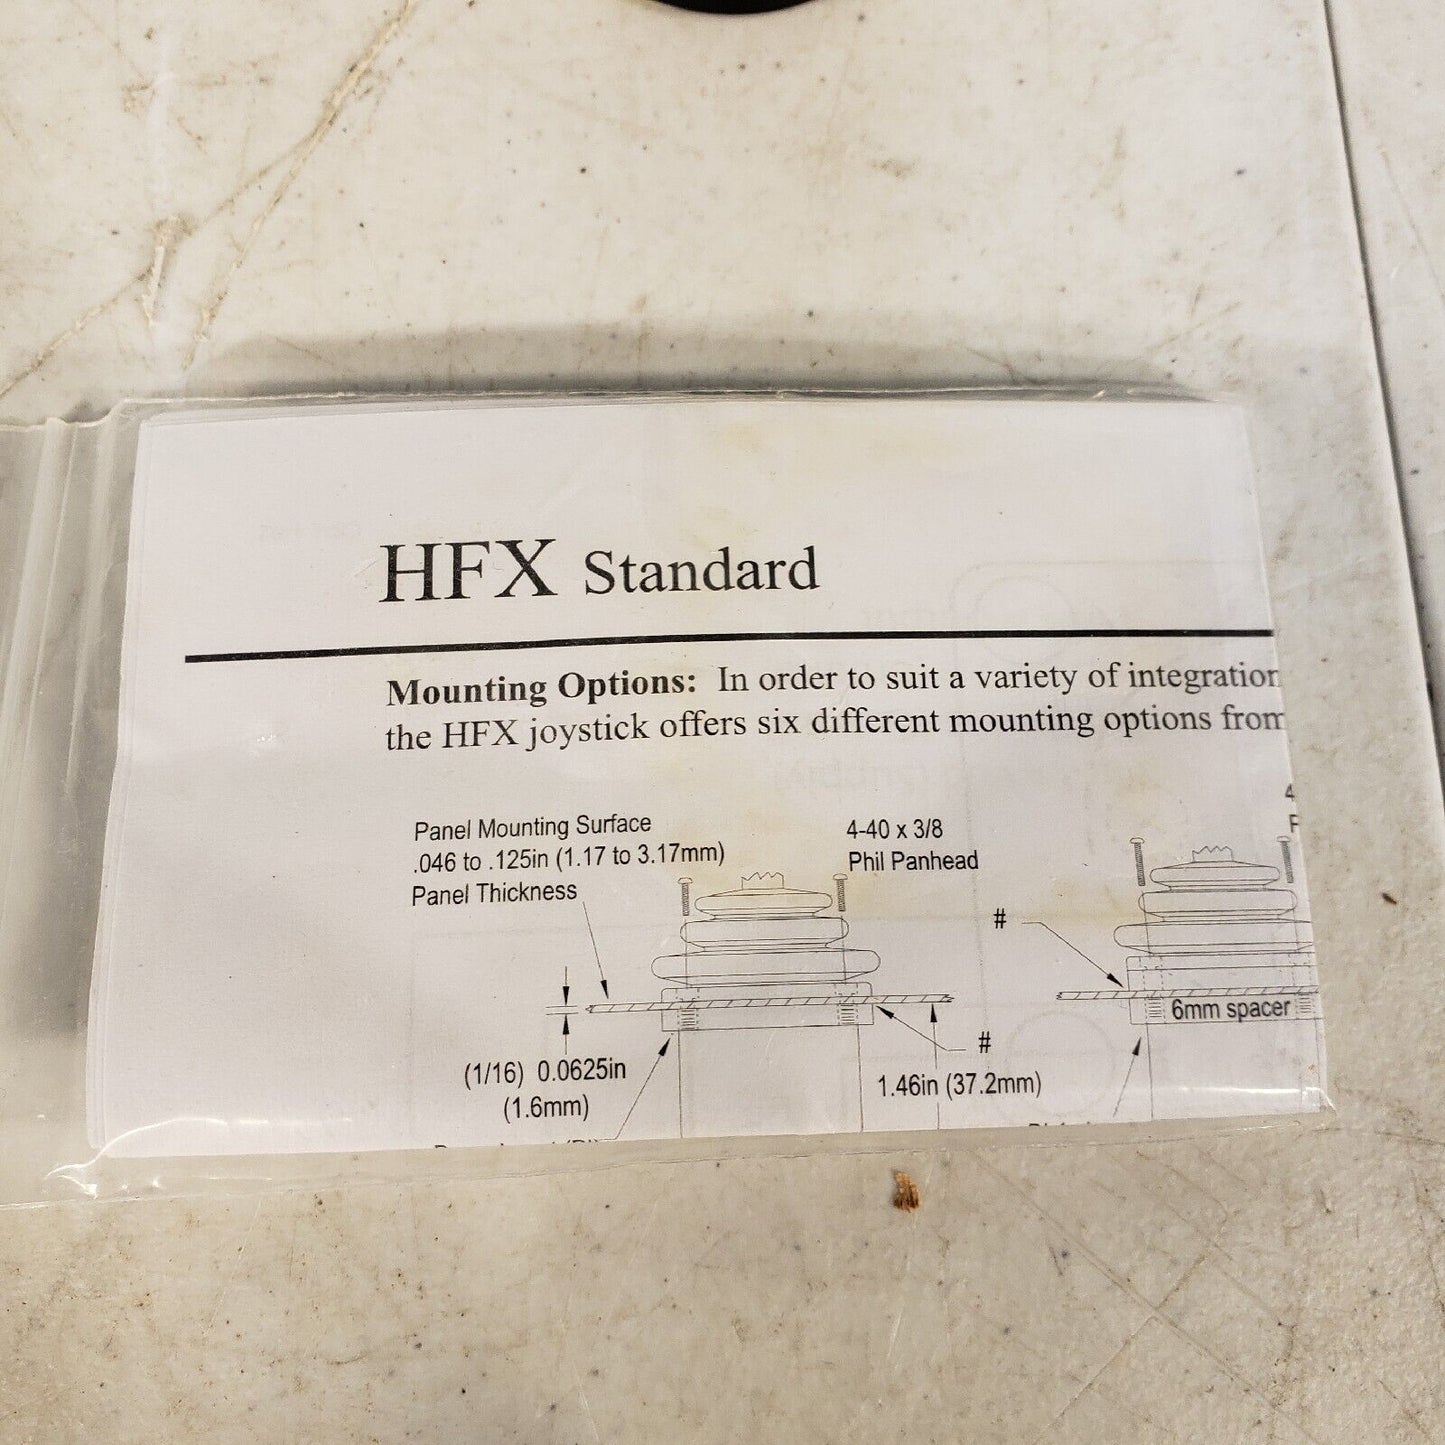 HFX Standard
Mounting Options: In order to suit a variety of integration
the HFX joystick offers six different mounting options from
Panel Mounting Surface
.046 to .125in (1.17 to 3.17mm)
Panel Thickness
4-40 x 3/8
Phil Panhead
4
#
6mm spacer
#
(1/16) 0.0625in
(1.6mm)
1.46in (37.2mm)